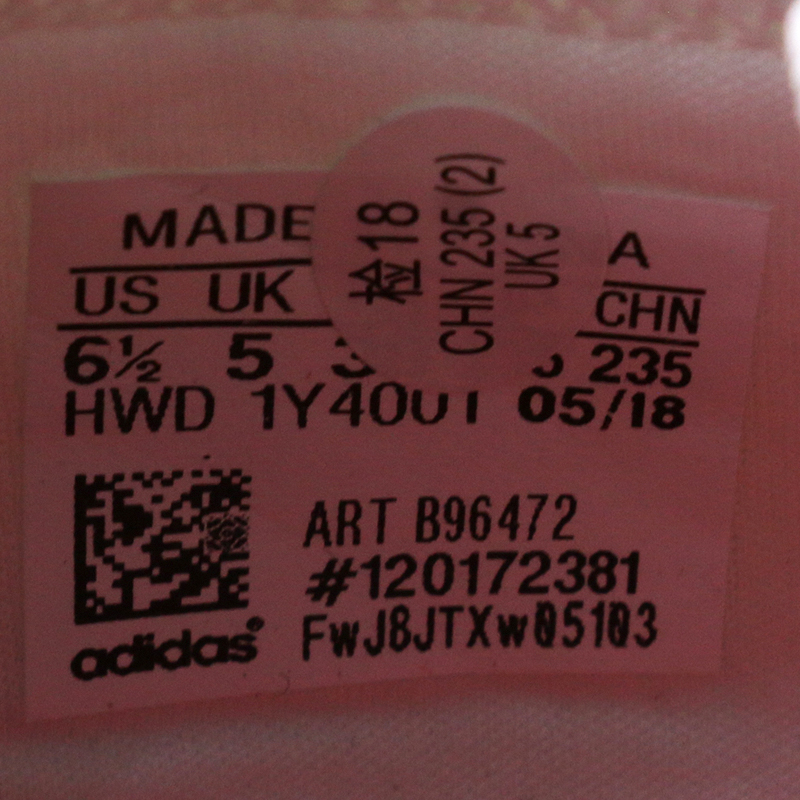 MADE A
US UK CHN
6½ 5 235
HWD 1Y4001 05/18
检18
CHN 235 (2)
UK 5
ART B96472
#120172381
FwJ8JTXw05103
adidas®